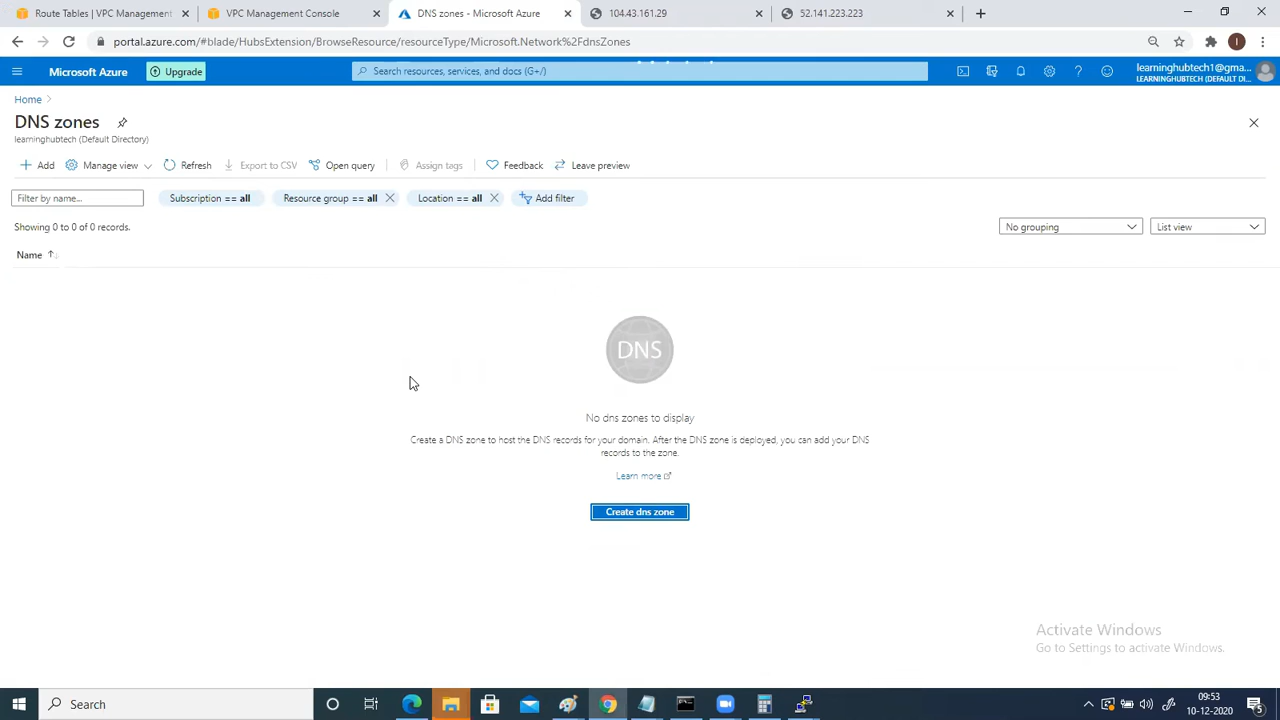 Route Tables | VPC Management
VPC Management Console
DNS zones - Microsoft Azure
104.43.161.29
52.141.223.223
portal.azure.com/#blade/HubsExtension/BrowseResource/resourceType/Microsoft.Network%2FdnsZones
I
Microsoft Azure
Upgrade
Search resources, services, and docs (G+/)
learninghubtech1@gma...
LEARNINGHUBTECH (DEFAULT DI...
Home
DNS zones
learninghubtech (Default Directory)
Add
Manage view
Refresh
Export to CSV
Open query
Assign tags
Feedback
Leave preview
Filter by name...
Subscription == all
Resource group == all
Location == all
Add filter
Showing 0 to 0 of 0 records.
No grouping
List view
Name
DNS
No dns zones to display
Create a DNS zone to host the DNS records for your domain. After the DNS zone is deployed, you can add your DNS
records to the zone.
Learn more
Create dns zone
Activate Windows
Go to Settings to activate Windows.
Search
09:53
10-12-2020